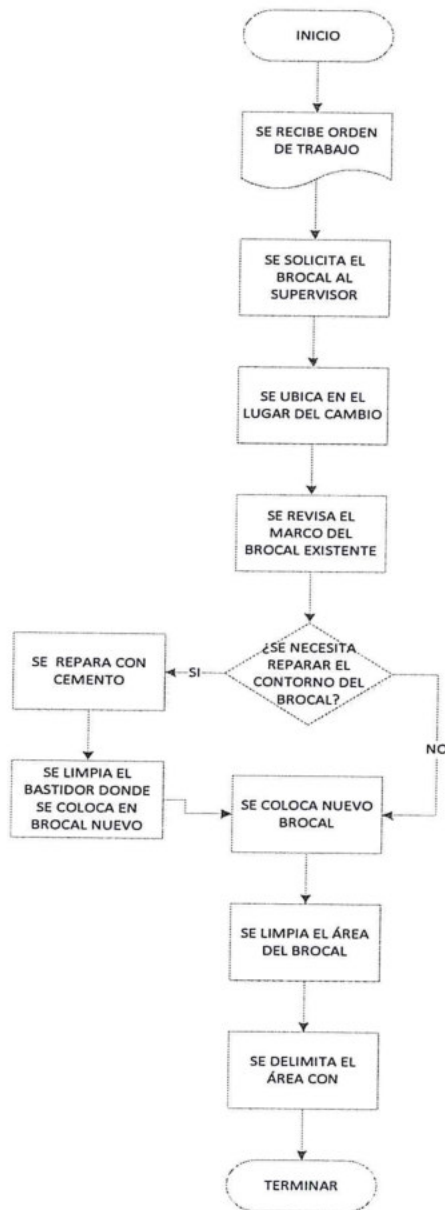 INICIO
SE RECIBE ORDEN
DE TRABAJO
SE SOLICITA EL
BROCAL AL
SUPERVISOR
SE UBICA EN EL
LUGAR DEL CAMBIO
SE REVISA EL
MARCO DEL
BROCAL EXISTENTE
¿SE NECESITA
REPARAR EL
CONTORNO DEL
BROCAL?
SI
SE REPARA CON
CEMENTO
SE LIMPIA EL
BASTIDOR DONDE
SE COLOCA EN
BROCAL NUEVO
NO
SE COLOCA NUEVO
BROCAL
SE LIMPIA EL ÁREA
DEL BROCAL
SE DELIMITA EL
ÁREA CON
TERMINAR